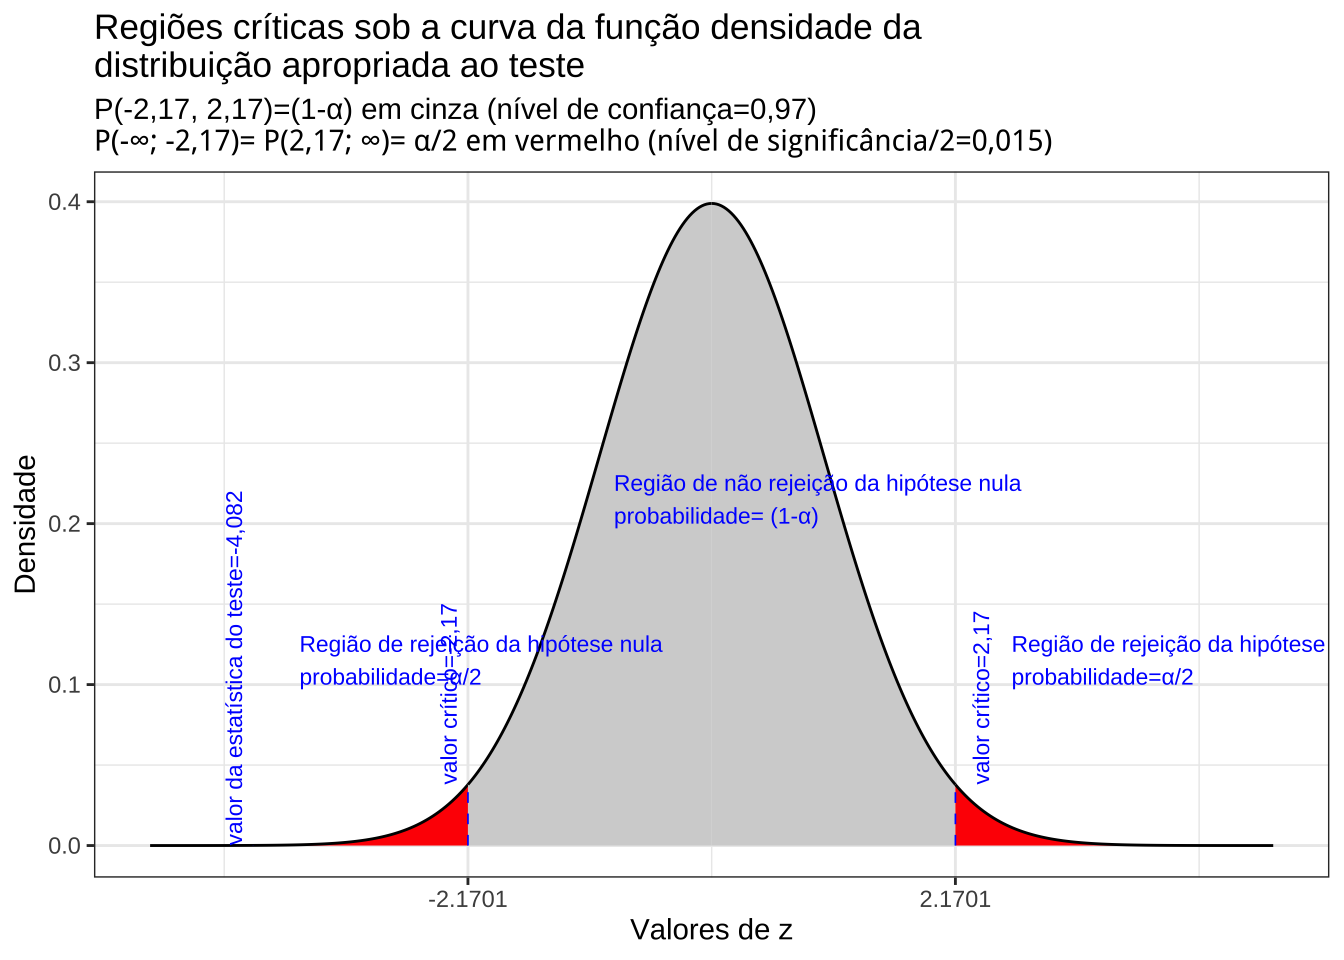 Regiões críticas sob a curva da função densidade da
distribuição apropriada ao teste
P(-2,17, 2,17)=(1-α) em cinza (nível de confiança=0,97)
P(-∞; -2,17)= P(2,17; ∞)= α/2 em vermelho (nível de significância/2=0,015)
Densidade
0.4
0.3
0.2
0.1
0.0
valor da estatística do teste=-4,082
Região de rejeição da hipótese nula
probabilidade=α/2
valor crítico=-2,17
Região de não rejeição da hipótese nula
probabilidade= (1-α)
valor crítico=2,17
Região de rejeição da hipótese
probabilidade=α/2
-2.1701
2.1701
Valores de z